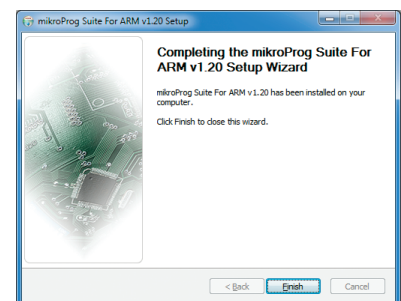 mikroProg Suite For ARM v1.20 Setup
Completing the mikroProg Suite For
ARM v1.20 Setup Wizard
mikroProg Suite For ARM v1.20 has been installed on your
computer.
Click Finish to close this wizard.
< Back
Finish
Cancel